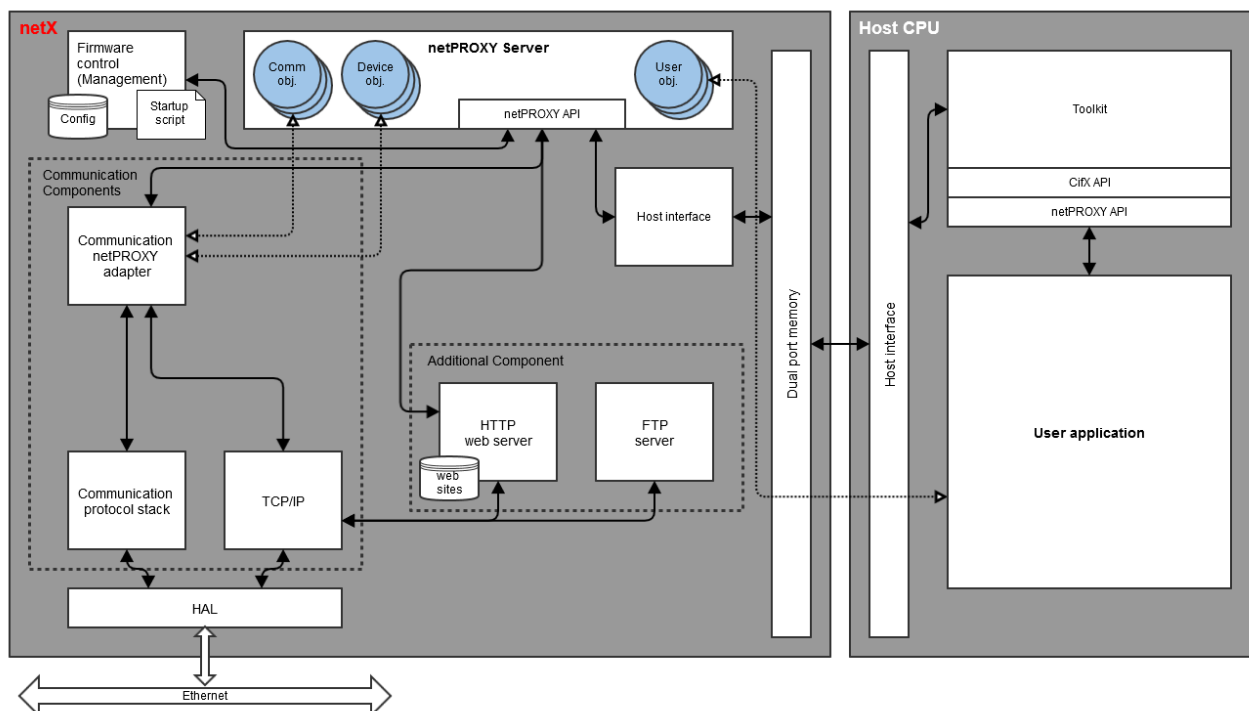 netX
Host CPU
Firmware
control
(Management)
Config
Startup
script
netPROXY Server
Comm
obj.
Device
obj.
User
obj.
netPROXY API
Communication
Components
Communication
netPROXY
adapter
Host interface
Additional Component
HTTP
web server
web
sites
FTP
server
Communication
protocol stack
TCP/IP
HAL
Ethernet
Dual port memory
Host interface
Toolkit
CifX API
netPROXY API
User application